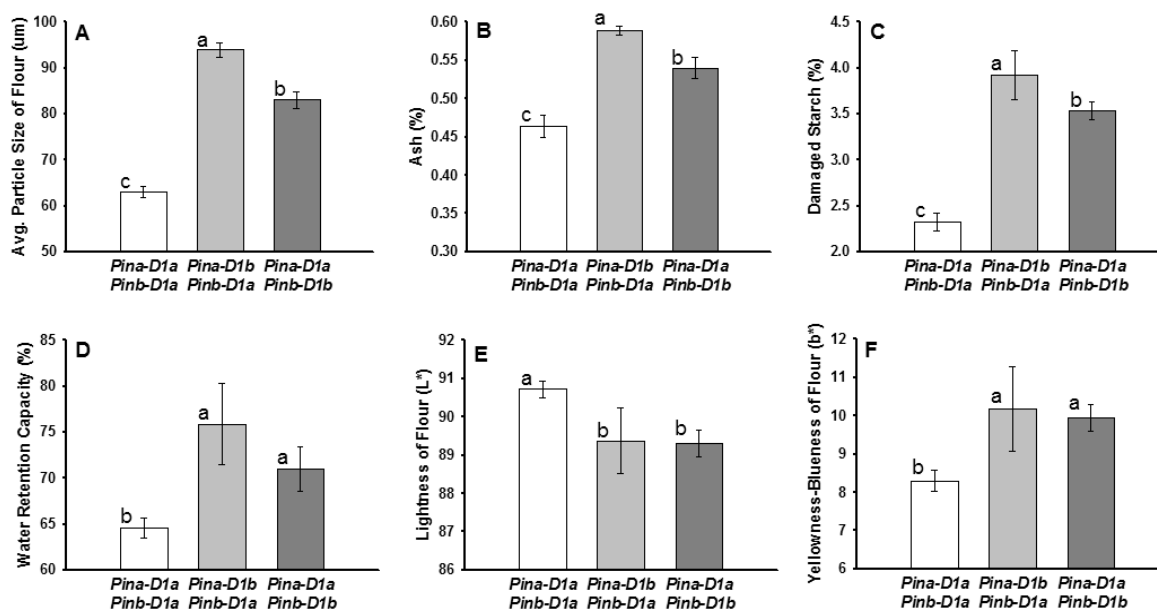 A
Avg. Particle Size of Flour (um)
100
90
80
70
60
50
c
a
b
Pina-D1a Pina-D1b Pina-D1a
Pinb-D1a Pinb-D1a Pinb-D1b
B
Ash (%)
0.60
0.55
0.50
0.45
0.40
0.35
0.30
c
a
b
Pina-D1a Pina-D1b Pina-D1a
Pinb-D1a Pinb-D1a Pinb-D1b
C
Damaged Starch (%)
4.5
4.0
3.5
3.0
2.5
2.0
c
a
b
Pina-D1a Pina-D1b Pina-D1a
Pinb-D1a Pinb-D1a Pinb-D1b
D
Water Retention Capacity (%)
85
80
75
70
65
60
b
a
a
Pina-D1a Pina-D1b Pina-D1a
Pinb-D1a Pinb-D1a Pinb-D1b
E
Lightness of Flour (L*)
92
91
90
89
88
87
86
a
b
b
Pina-D1a Pina-D1b Pina-D1a
Pinb-D1a Pinb-D1a Pinb-D1b
F
Yellowness-Blueness of Flour (b*)
12
11
10
9
8
7
6
b
a
a
Pina-D1a Pina-D1b Pina-D1a
Pinb-D1a Pinb-D1a Pinb-D1b